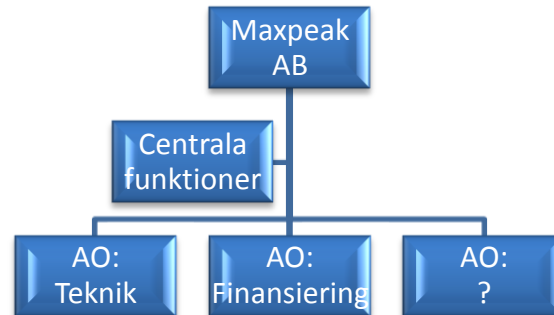 Maxpeak
AB
Centrala
funktioner
AO:
Teknik
AO:
Finansiering
AO:
?